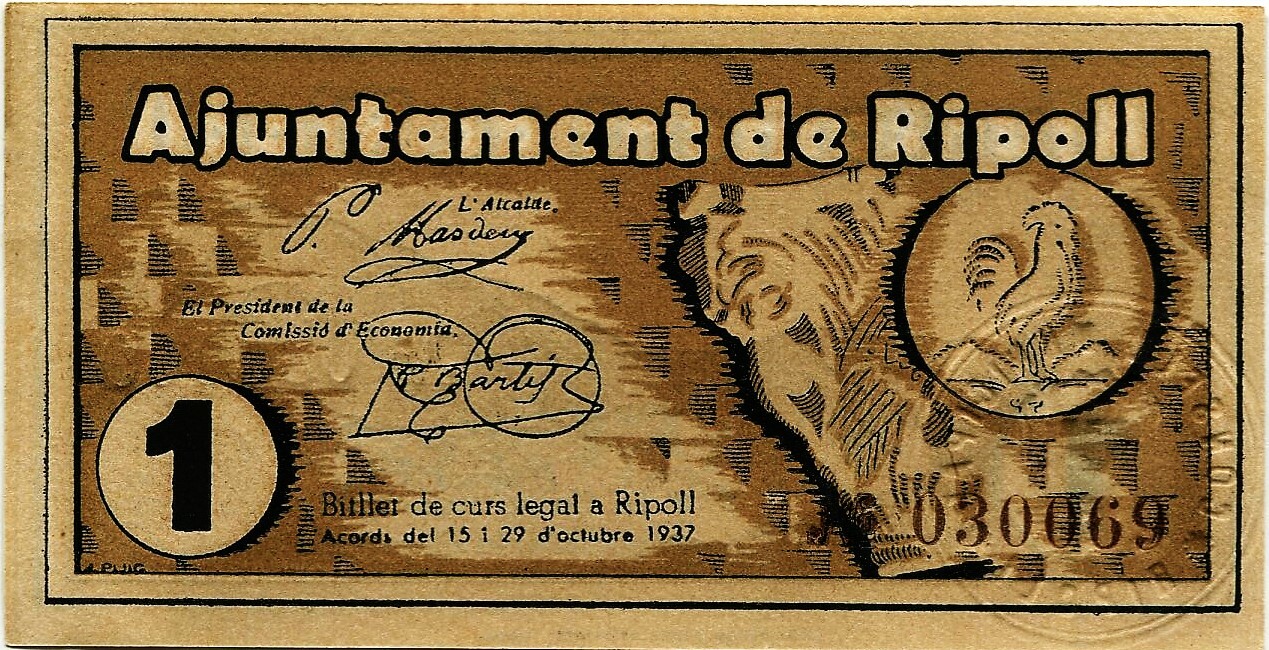 Ajuntament de Ripoll
L'Alcalde,
El President de la
Comissió d'Economia,
1
Bitllet de curs legal a Ripoll
Acords del 15 i 29 d'octubre 1937
030069
A. PUIG